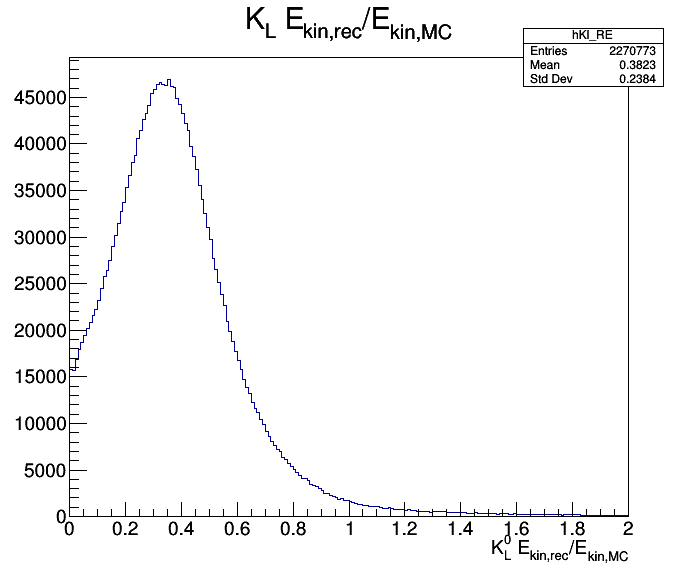 K_L E_kin,rec/E_kin,MC
hKl_RE
Entries 2270773
Mean 0.3823
Std Dev 0.2384
45000
40000
35000
30000
25000
20000
15000
10000
5000
0
0 0.2 0.4 0.6 0.8 1 1.2 1.4 1.6 1.8 2
K_L^0 E_kin,rec/E_kin,MC